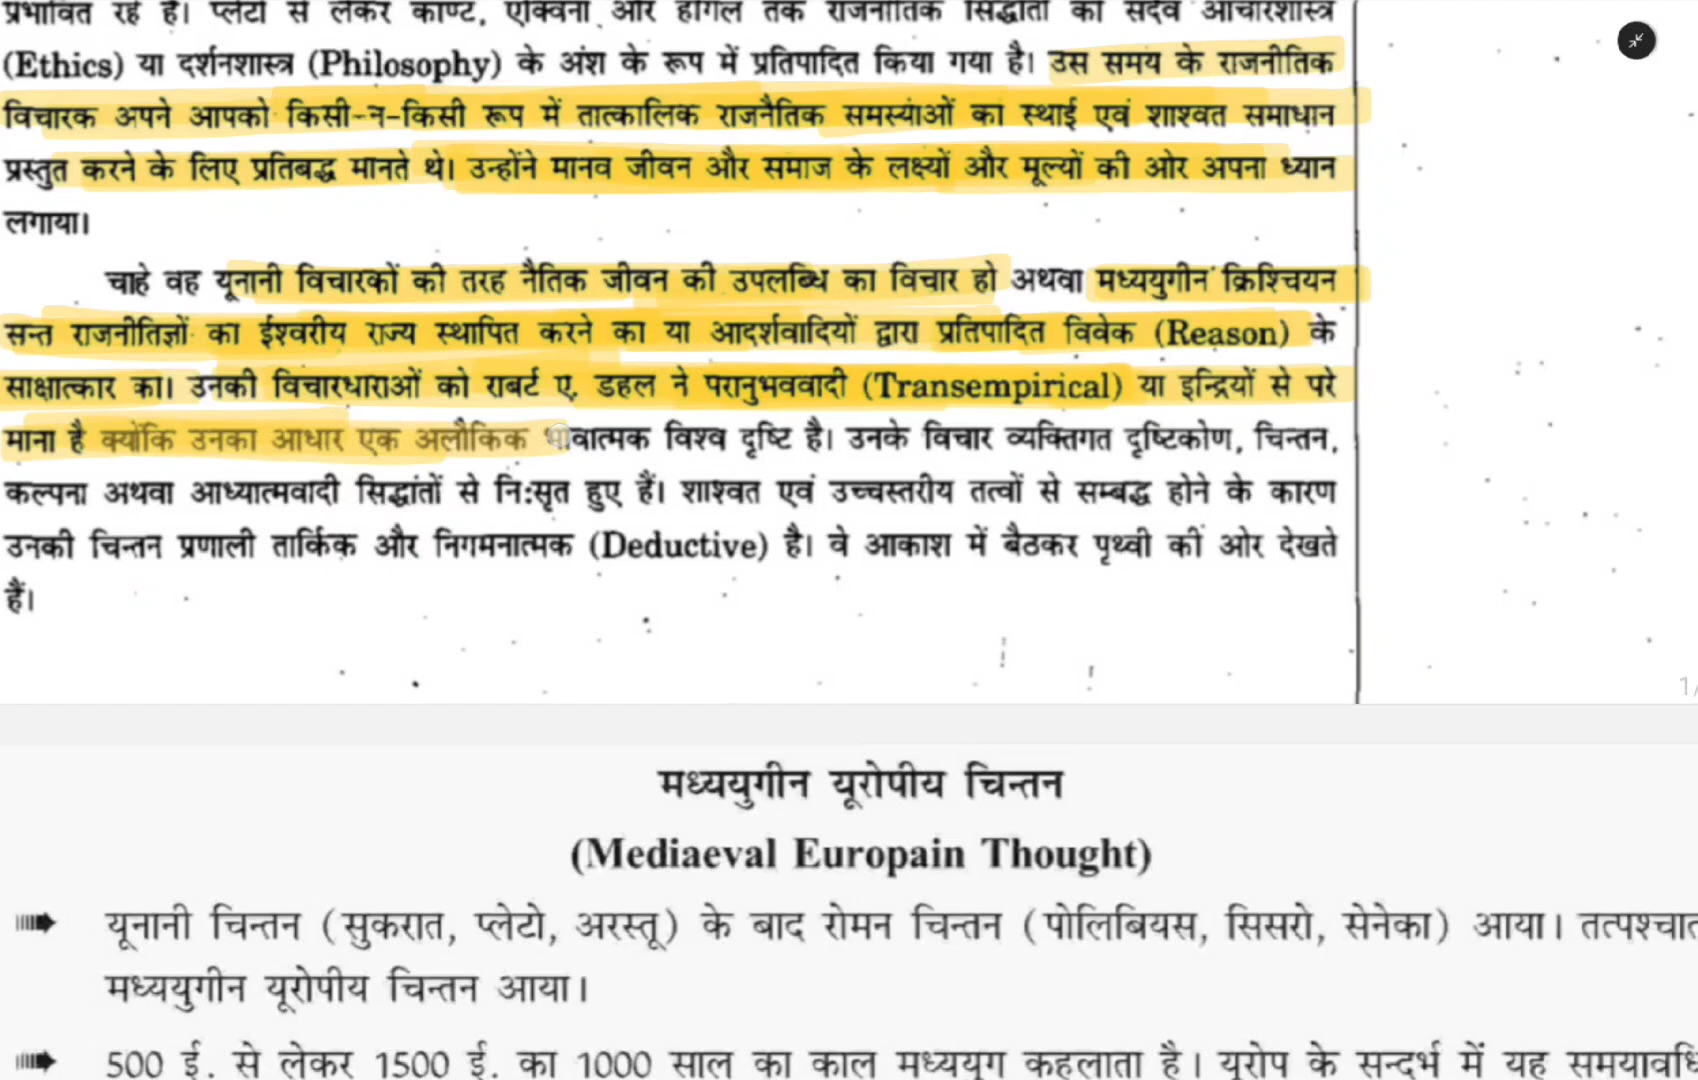 प्रभावित रहे हैं। प्लेटो से लेकर काण्ट, एक्विना और हीगल तक राजनीतिक सिद्धांतों को सदैव आचारशास्त्र
(Ethics) या दर्शनशास्त्र (Philosophy) के अंश के रूप में प्रतिपादित किया गया है। उस समय के राजनीतिक
विचारक अपने आपको किसी-न-किसी रूप में तात्कालिक राजनैतिक समस्याओं का स्थाई एवं शाश्वत समाधान
प्रस्तुत करने के लिए प्रतिबद्ध मानते थे। उन्होंने मानव जीवन और समाज के लक्ष्यों और मूल्यों की ओर अपना ध्यान
लगाया।
चाहे वह यूनानी विचारकों की तरह नैतिक जीवन की उपलब्धि का विचार हो अथवा मध्ययुगीन क्रिश्चियन
सन्त राजनीतिज्ञों का ईश्वरीय राज्य स्थापित करने का या आदर्शवादियों द्वारा प्रतिपादित विवेक (Reason) के
साक्षात्कार का। उनकी विचारधाराओं को राबर्ट ए. डहल ने परानुभववादी (Transempirical) या इन्द्रियों से परे
माना है क्योंकि उनका आधार एक अलौकिक भावात्मक विश्व दृष्टि है। उनके विचार व्यक्तिगत दृष्टिकोण, चिन्तन,
कल्पना अथवा आध्यात्मवादी सिद्धांतों से नि:सृत हुए हैं। शाश्वत एवं उच्चस्तरीय तत्वों से सम्बद्ध होने के कारण
उनकी चिन्तन प्रणाली तार्किक और निगमनात्मक (Deductive) है। वे आकाश में बैठकर पृथ्वी की ओर देखते
हैं।
1/
मध्ययुगीन यूरोपीय चिन्तन
(Mediaeval Europain Thought)
यूनानी चिन्तन (सुकरात, प्लेटो, अरस्तू) के बाद रोमन चिन्तन (पोलिबियस, सिसरो, सेनेका) आया। तत्पश्चात
मध्ययुगीन यूरोपीय चिन्तन आया।
500 ई. से लेकर 1500 ई. का 1000 साल का काल मध्ययुग कहलाता है। यूरोप के सन्दर्भ में यह समयावधि